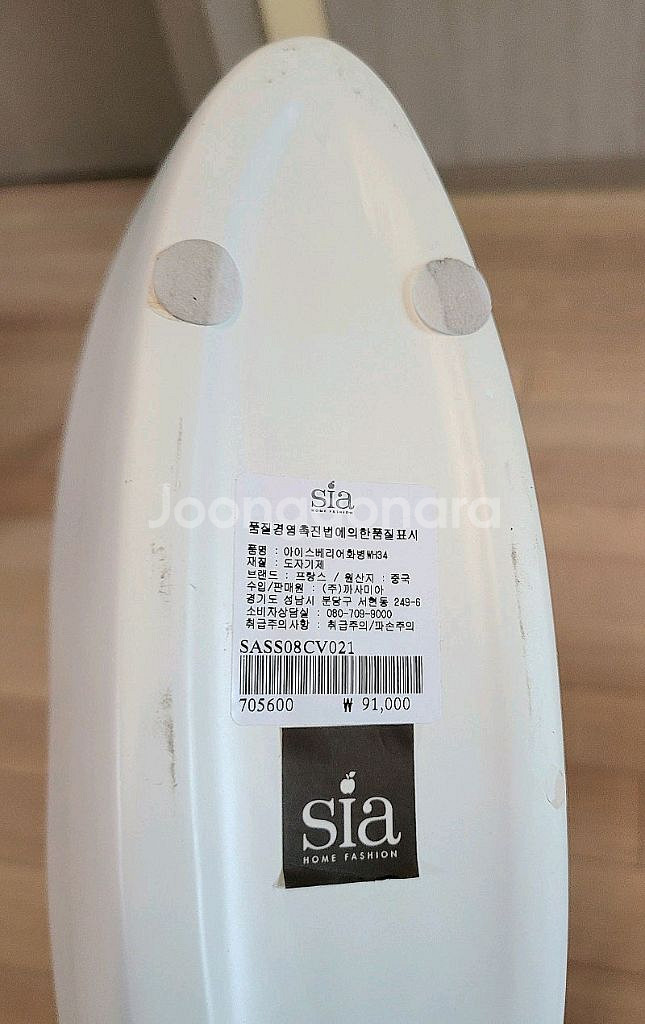 Joonggonara
sia
HOME FASHION
품질경영촉진법에의한품질표시
품명 : 아이스베리어화병WH34
재질 : 도자기제
브랜드 : 프랑스 / 원산지 : 중국
수입/판매원 : (주)까사미아
경기도 성남시 분당구 서현동 249-6
소비자상담실 : 080-709-9000
취급주의사항 : 취급주의/파손주의
SASS08CV021
705600 ₩ 91,000
sia
HOME FASHION